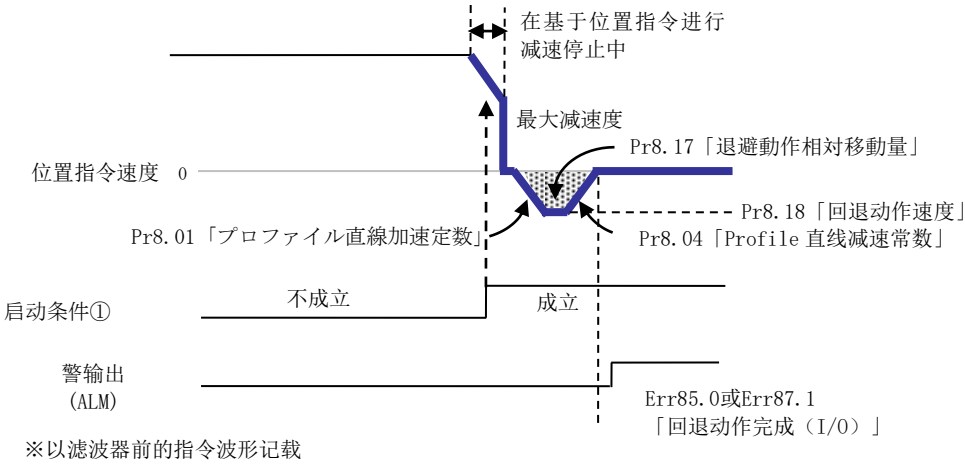 在基于位置指令进行
减速停止中
最大减速度
Pr8.17「退避動作相対移動量」
位置指令速度 0
Pr8.18「回退动作速度」
Pr8.01「プロファイル直線加速定数」
Pr8.04「Profile 直线减速常数」
不成立
成立
启动条件①
警输出
(ALM)
Err85.0或Err87.1
「回退动作完成（I/O）」
※以滤波器前的指令波形记载